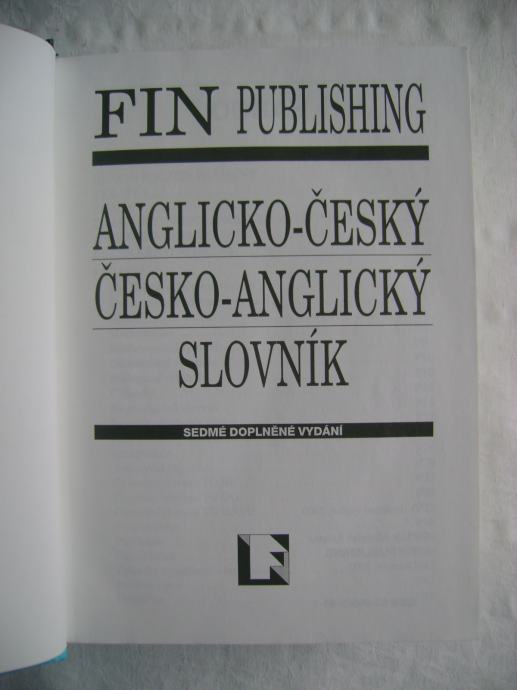 FIN PUBLISHING
ANGLICKO-ČESKÝ
ČESKO-ANGLICKÝ
SLOVNÍK
SEDMÉ DOPLNĚNÉ VYDÁNÍ
F